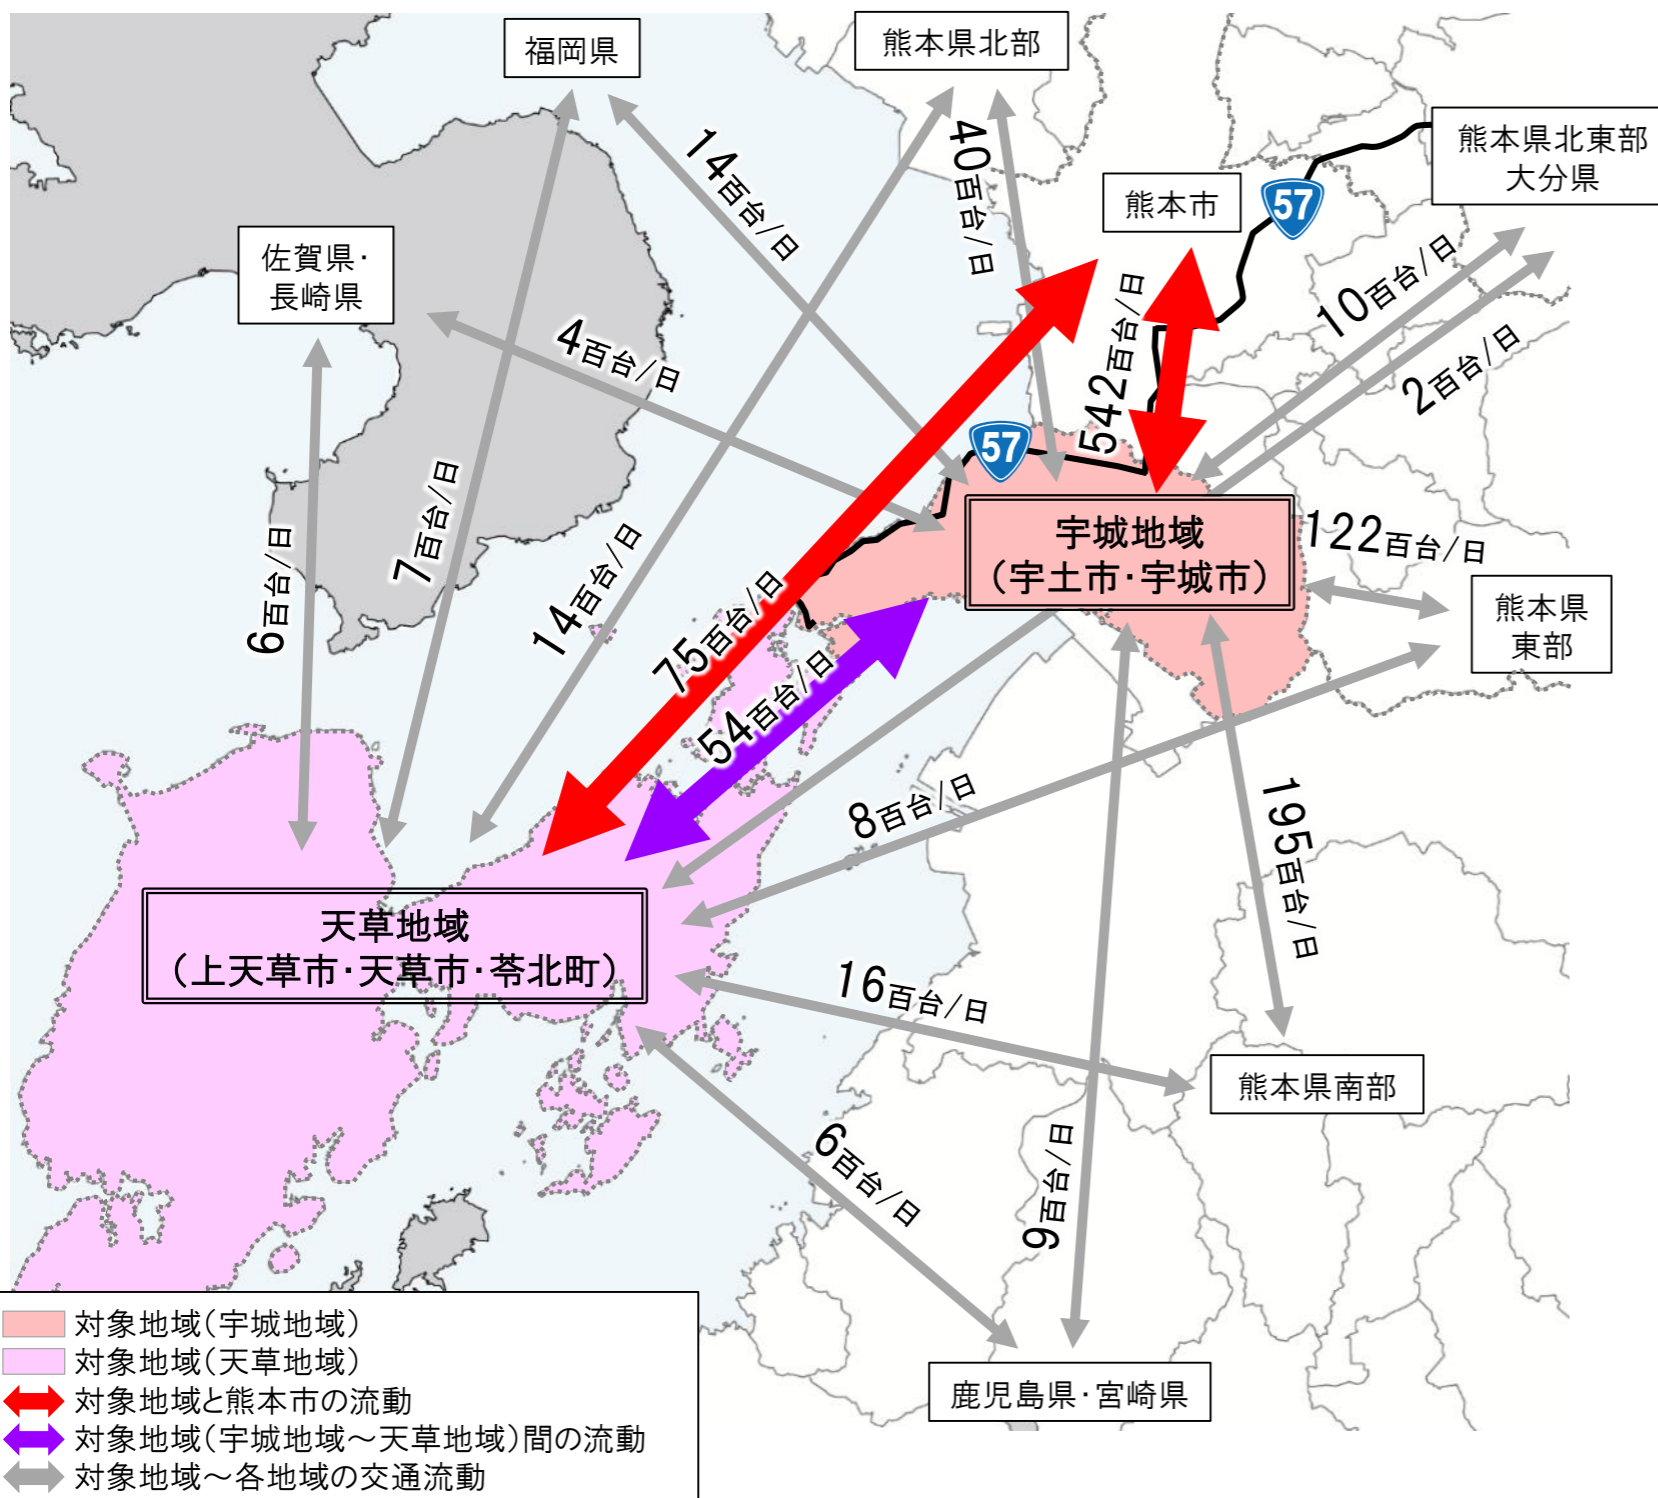 福岡県
熊本県北部
熊本県北東部
大分県
熊本市
57
佐賀県・
長崎県
14百台/日
40百台/日
10百台/日
2百台/日
4百台/日
542百台/日
57
7百台/日
6百台/日
14百台/日
75百台/日
54百台/日
宇城地域
（宇土市・宇城市）
122百台/日
熊本県
東部
8百台/日
195百台/日
天草地域
（上天草市・天草市・苓北町）
16百台/日
熊本県南部
6百台/日
6百台/日
鹿児島県・宮崎県
対象地域（宇城地域）
対象地域（天草地域）
対象地域と熊本市の流動
対象地域（宇城地域～天草地域）間の流動
対象地域～各地域の交通流動